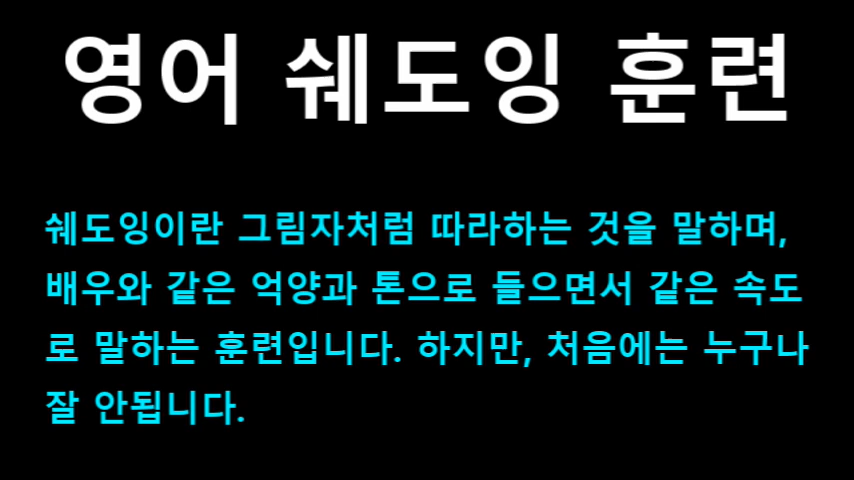 영어 쉐도잉 훈련
쉐도잉이란 그림자처럼 따라하는 것을 말하며,
배우와 같은 억양과 톤으로 들으면서 같은 속도
로 말하는 훈련입니다. 하지만, 처음에는 누구나
잘 안됩니다.